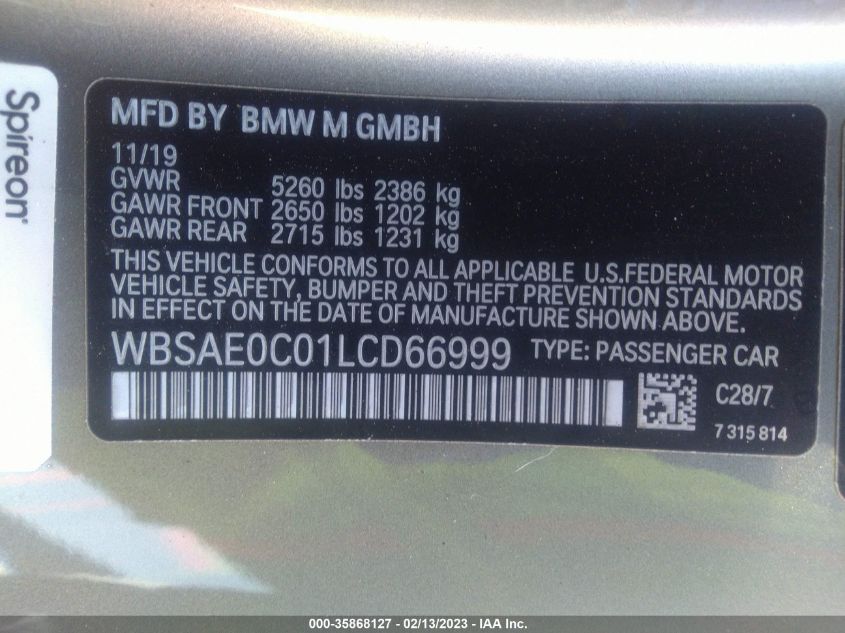 Spireon
MFD BY BMW M GMBH
11/19
GVWR 5260 lbs 2386 kg
GAWR FRONT 2650 lbs 1202 kg
GAWR REAR 2715 lbs 1231 kg
THIS VEHICLE CONFORMS TO ALL APPLICABLE U.S.FEDERAL MOTOR
VEHICLE SAFETY, BUMPER AND THEFT PREVENTION STANDARDS
IN EFFECT ON THE DATE OF MANUFACTURE SHOWN ABOVE.
WBSAE0C01LCD66999 TYPE: PASSENGER CAR
C28/7
7 315 814
000-35868127 - 02/13/2023 - IAA Inc.